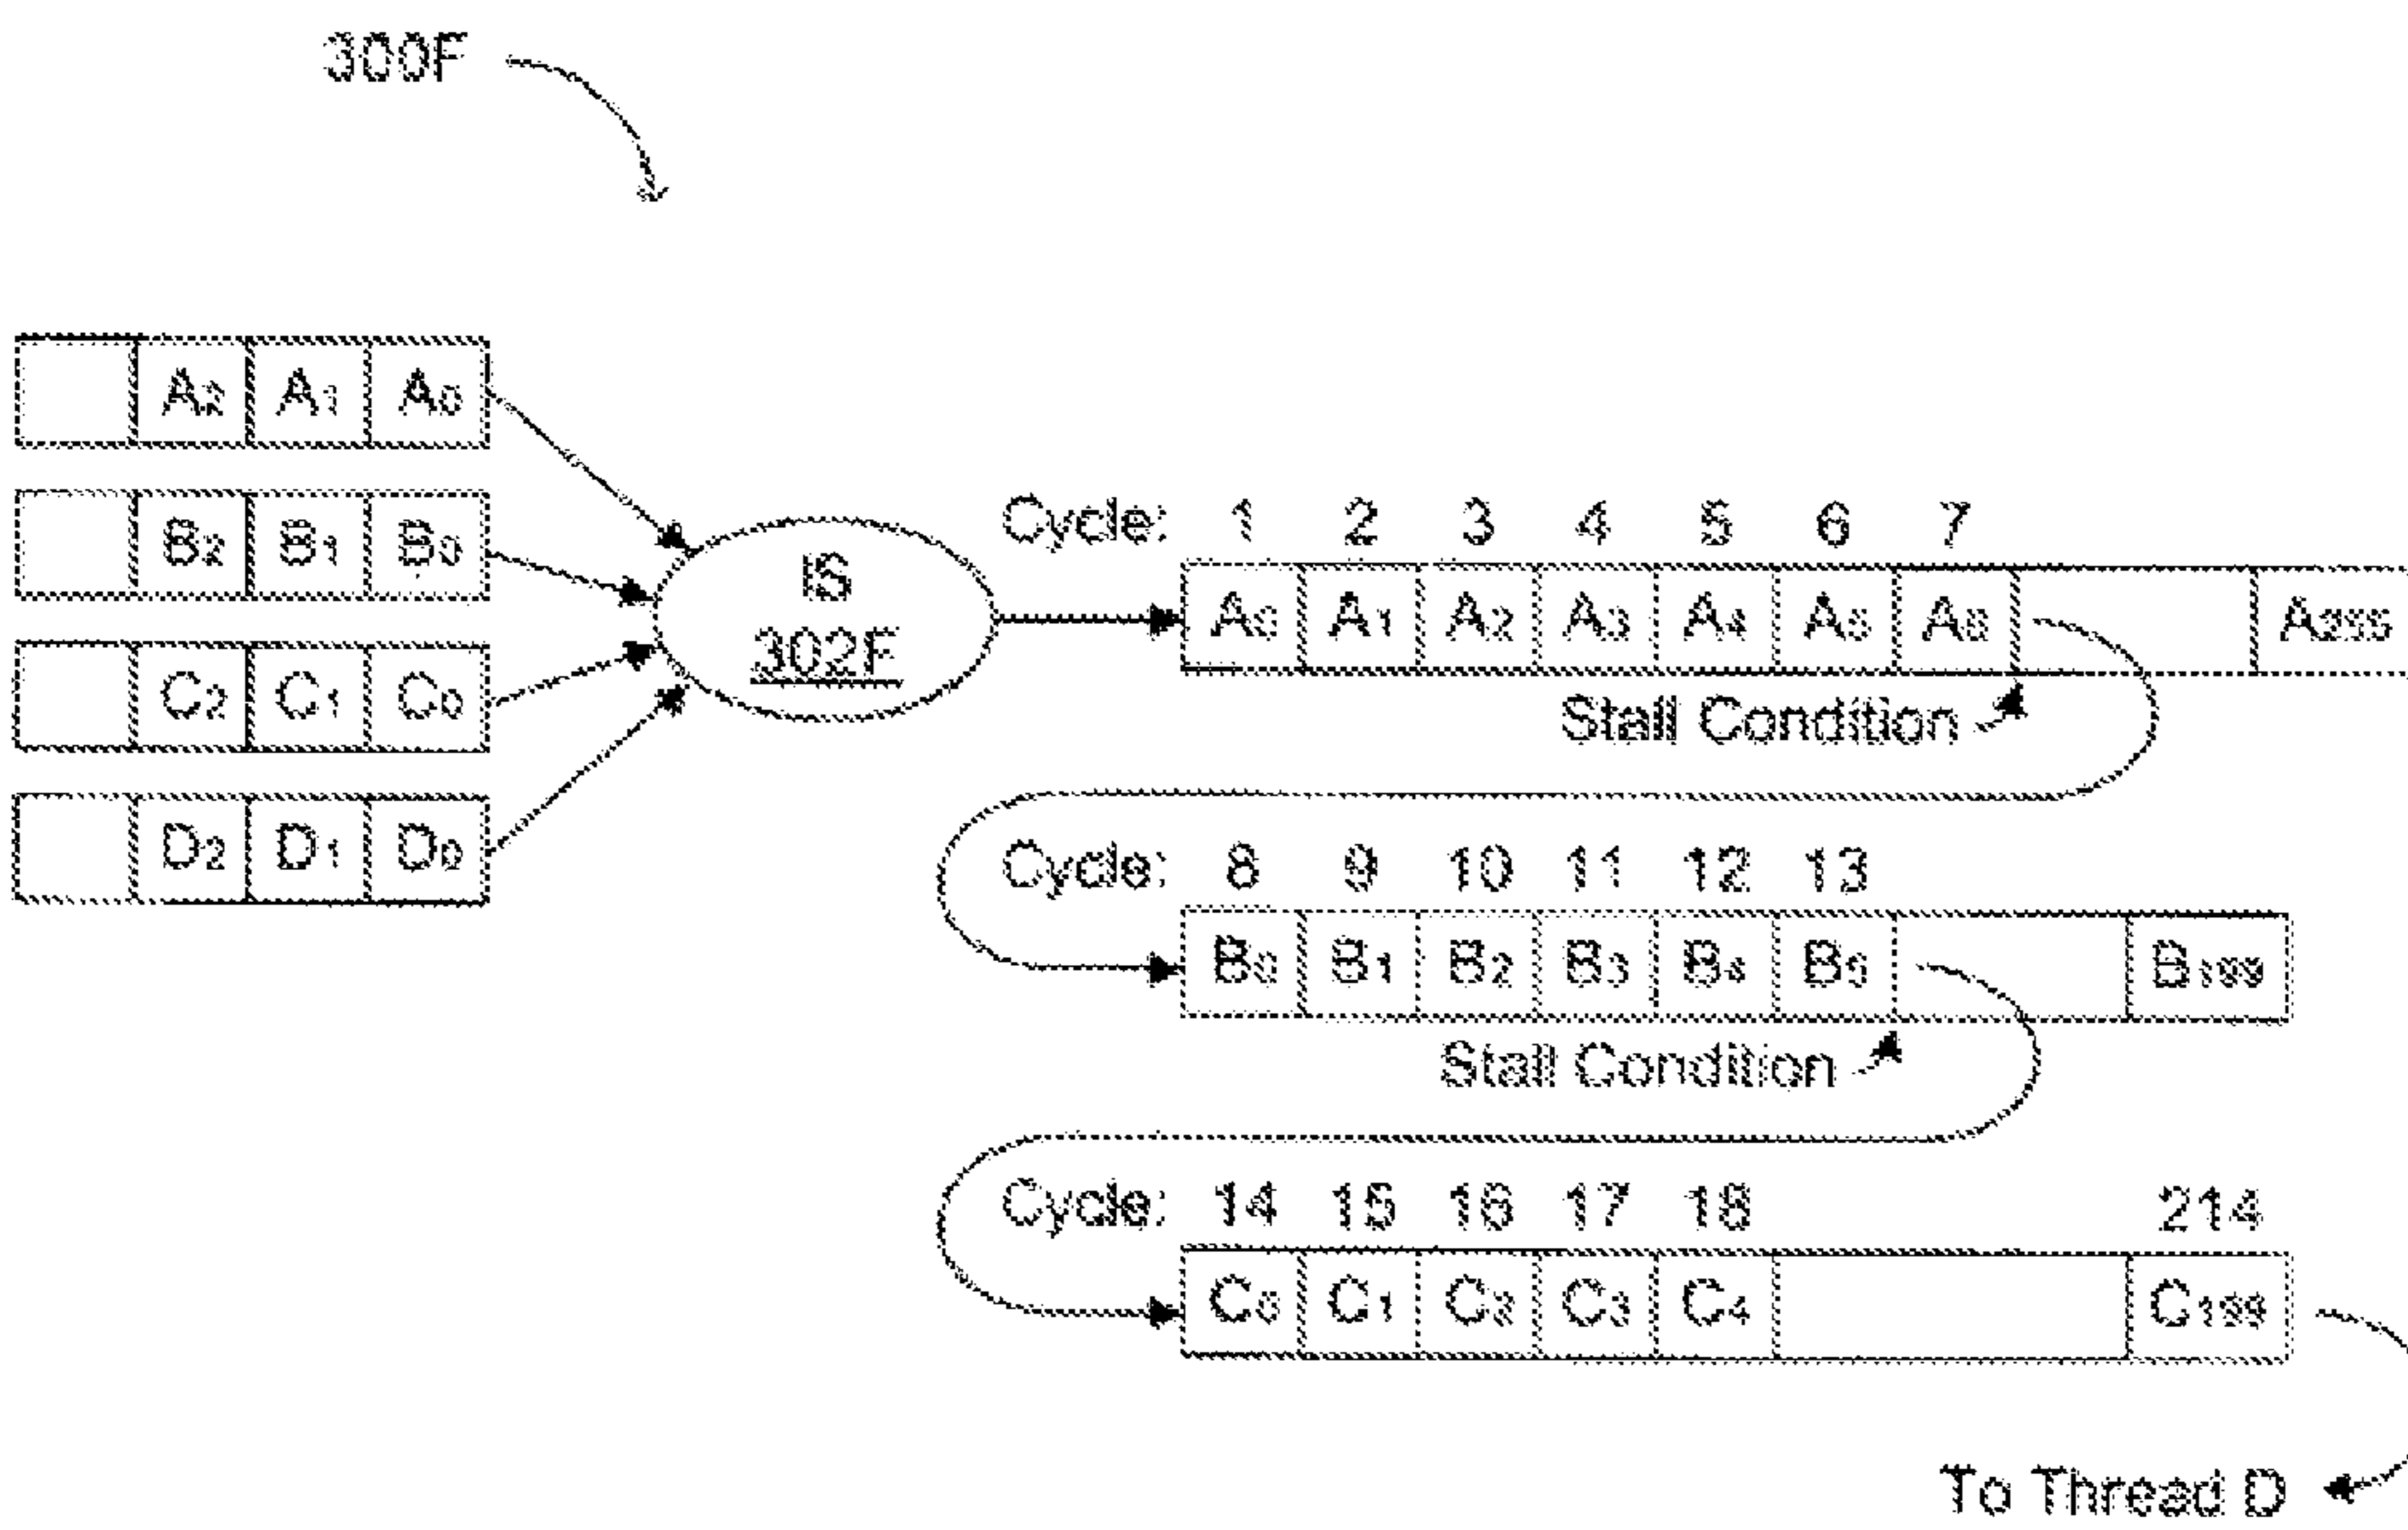 300F
A2 A1 A0
B2 B1 B0
C2 C1 C0
D2 D1 D0
IS
302F
Cycle: 1 2 3 4 5 6 7
A0 A1 A2 A3 A4 A5 A6
Stall Condition
Cycle: 8 9 10 11 12 13
B0 B1 B2 B3 B4 B5 B199
Stall Condition
Cycle: 14 15 16 17 18 214
C0 C1 C2 C3 C4 C199
To Thread D